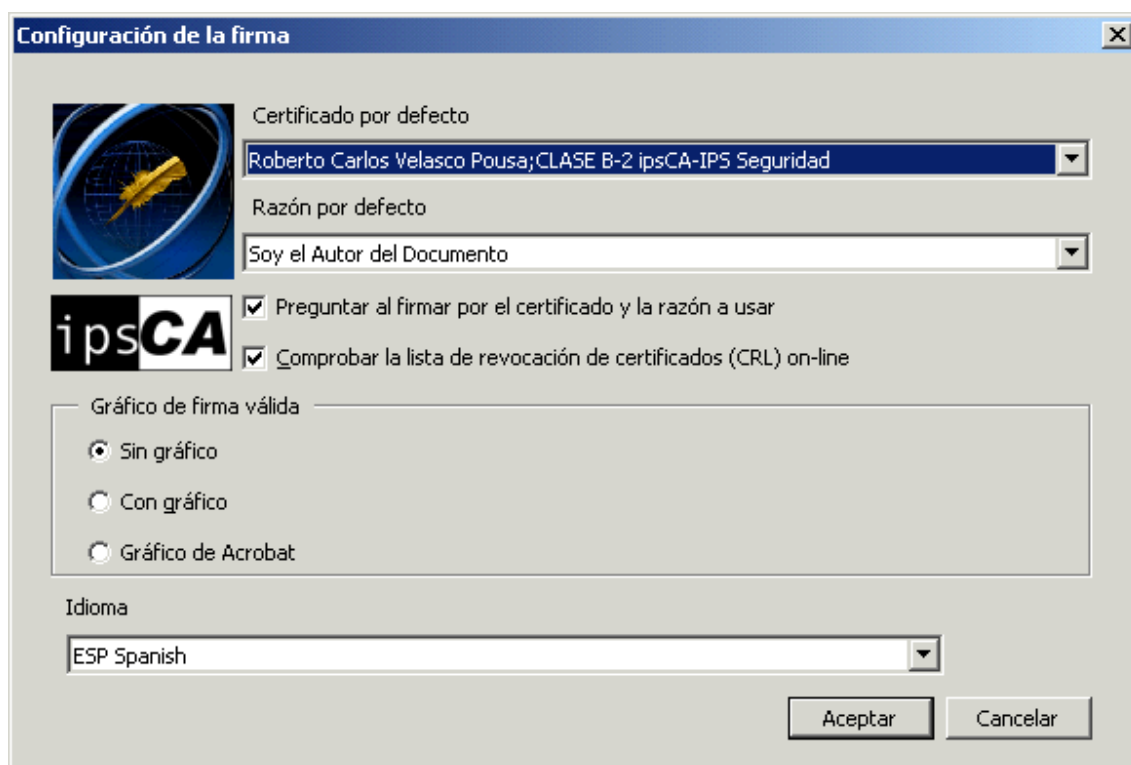 Configuración de la firma
Certificado por defecto
Roberto Carlos Velasco Pousa;CLASE B-2 ipsCA-IPS Seguridad
Razón por defecto
Soy el Autor del Documento
ipsCA
Preguntar al firmar por el certificado y la razón a usar
Comprobar la lista de revocación de certificados (CRL) on-line
Gráfico de firma válida
Sin gráfico
Con gráfico
Gráfico de Acrobat
Idioma
ESP Spanish
Aceptar
Cancelar